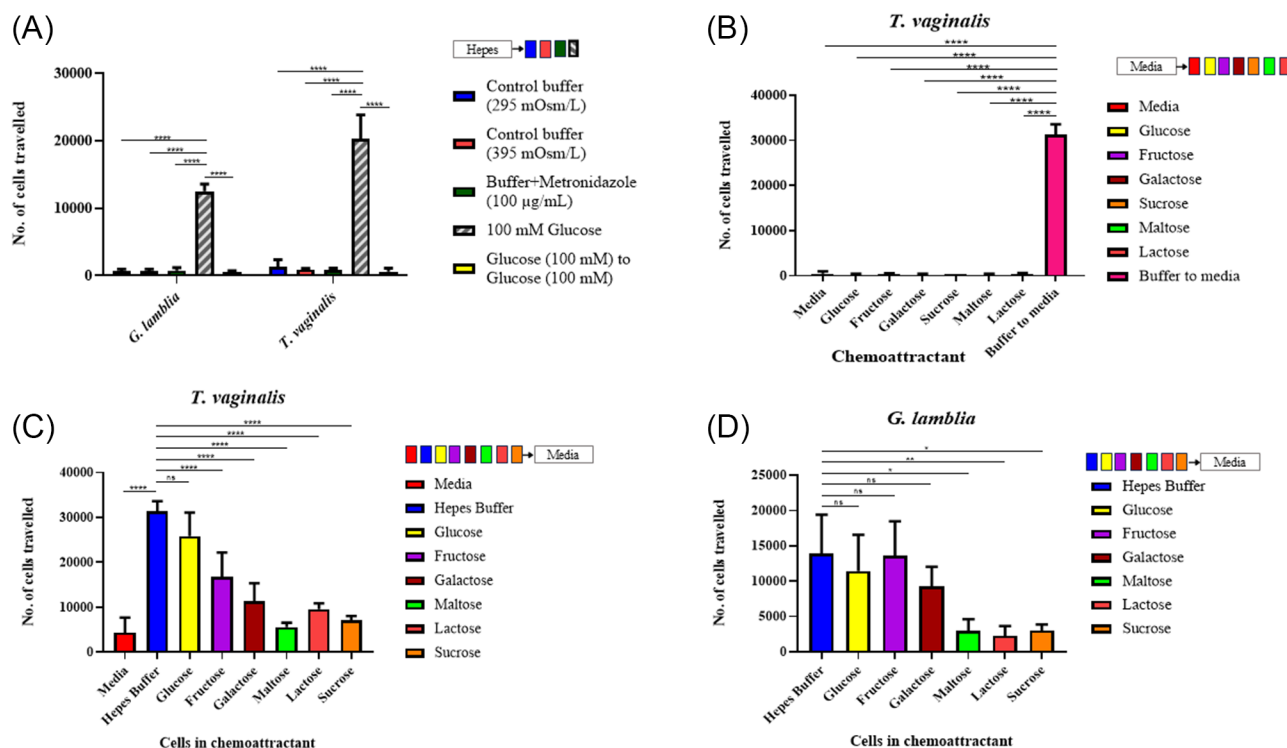 (A)
Hepes
30000
20000
10000
0
No. of cells travelled
****
****
****
****
****
****
****
****
G. lamblia
T. vaginalis
Control buffer
(295 mOsm/L)
Control buffer
(395 mOsm/L)
Buffer+Metronidazole
(100 µg/mL)
100 mM Glucose
Glucose (100 mM) to
Glucose (100 mM)
(B)
T. vaginalis
Media
****
****
****
****
****
****
****
40000
30000
20000
10000
0
No. of cells travelled
Media
Glucose
Fructose
Galactose
Sucrose
Maltose
Lactose
Buffer to media
Chemoattractant
Media
Glucose
Fructose
Galactose
Sucrose
Maltose
Lactose
Buffer to media
(C)
T. vaginalis
Media
****
****
****
****
****
ns
****
40000
30000
20000
10000
0
No. of cells travelled
Media
Hepes Buffer
Glucose
Fructose
Galactose
Maltose
Lactose
Sucrose
Cells in chemoattractant
Media
Hepes Buffer
Glucose
Fructose
Galactose
Maltose
Lactose
Sucrose
(D)
G. lamblia
Media
*
**
*
ns
ns
ns
25000
20000
15000
10000
5000
0
No. of cells travelled
Hepes Buffer
Glucose
Fructose
Galactose
Maltose
Lactose
Sucrose
Cells in chemoattractant
Hepes Buffer
Glucose
Fructose
Galactose
Maltose
Lactose
Sucrose